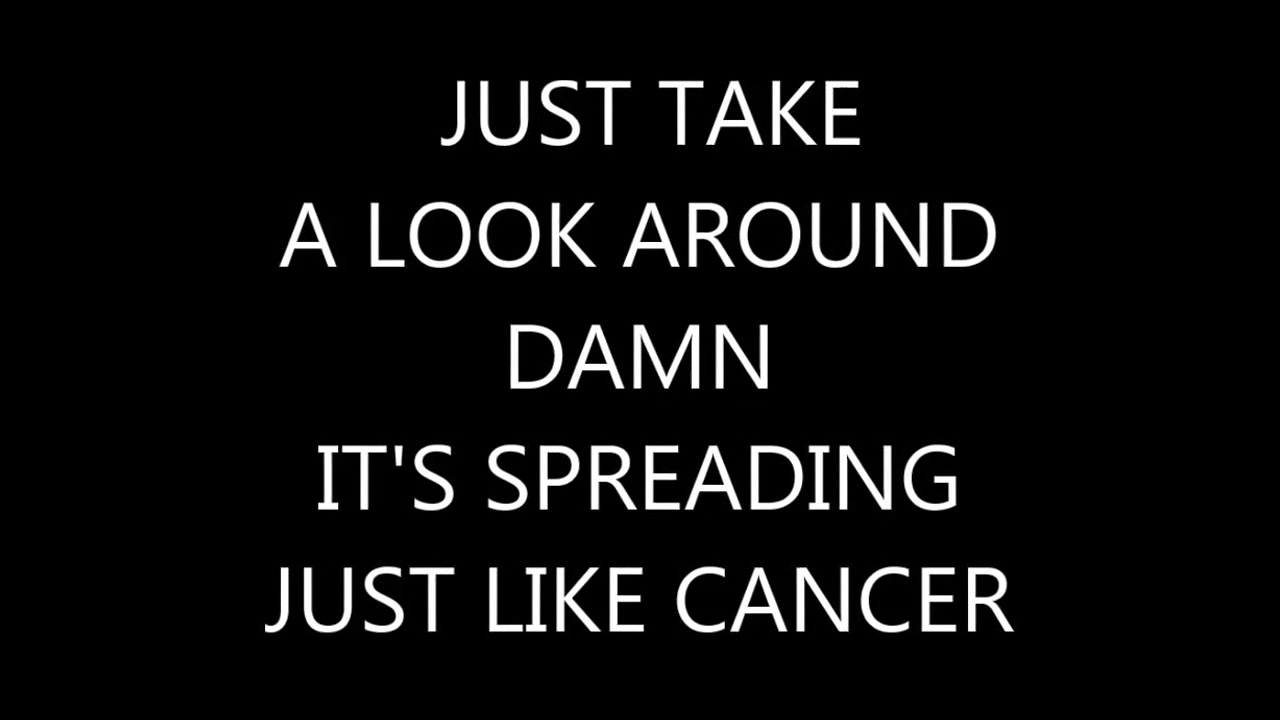 JUST TAKE
A LOOK AROUND
DAMN
IT'S SPREADING
JUST LIKE CANCER